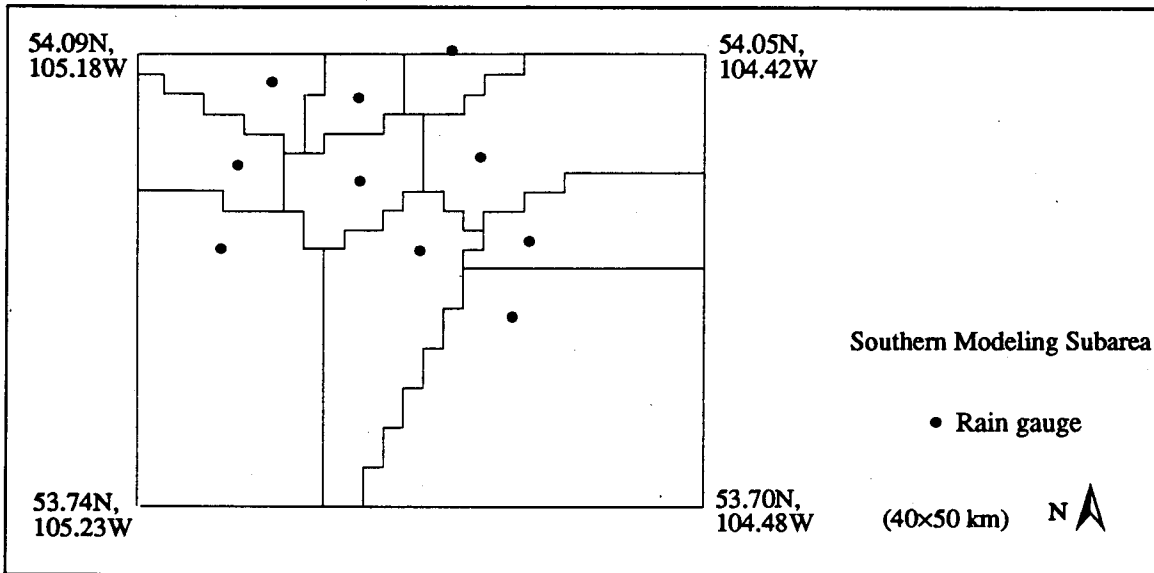 54.09N,
105.18W
54.05N,
104.42W
Southern Modeling Subarea
Rain gauge
53.74N,
105.23W
53.70N,
104.48W
(40×50 km)
N